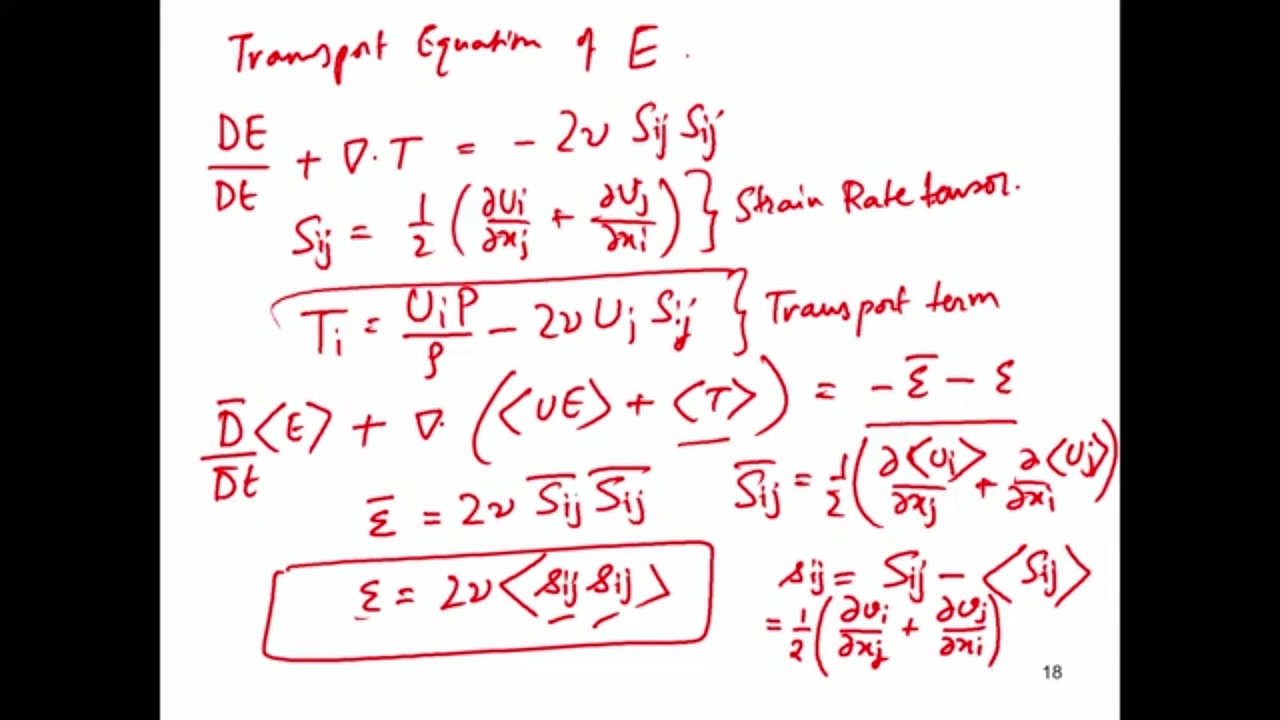 Transport Equation of E.
DE/Dt + ∇·T = - 2ν Sij Sij
Sij = 1/2 (∂Ui/∂xj + ∂Uj/∂xi) } Strain Rate tensor.
Ti = UiP/ρ - 2ν Uj Sij } Transport term
D̅/D̅t <E> + ∇· (<UE> + <T>) = - ε̅ - ε
ε̅ = 2ν S̅ij S̅ij
S̅ij = 1/2 (∂<Ui>/∂xj + ∂<Uj>/∂xi)
ε = 2ν <sij sij>
sij = Sij - <Sij>
= 1/2 (∂υi/∂xj + ∂υj/∂xi)
18